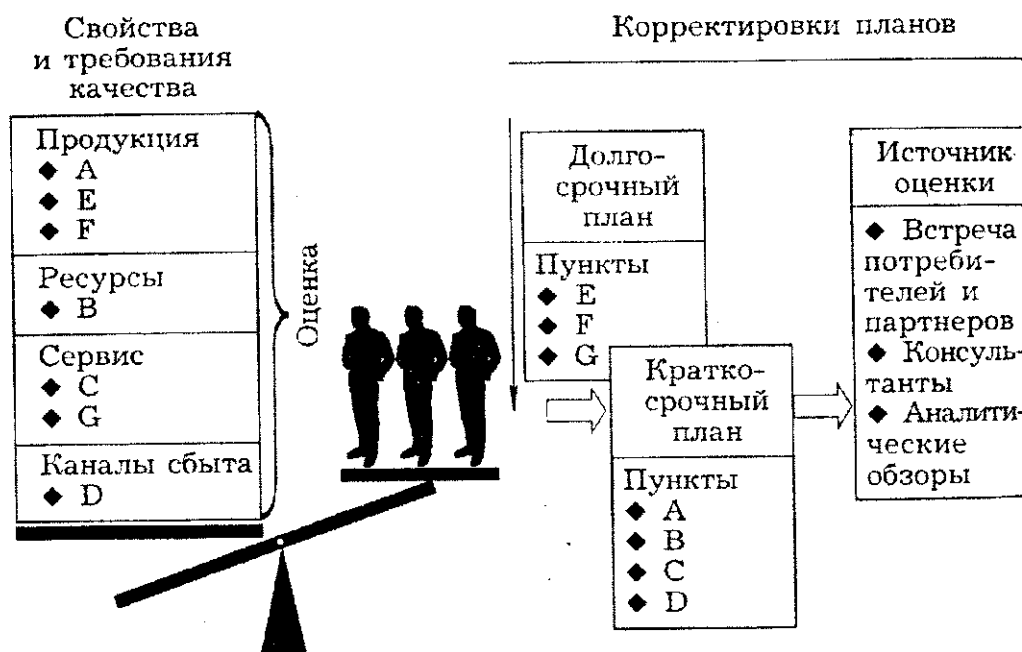 Свойства
и требования
качества
Продукция
◆ A
◆ E
◆ F
Ресурсы
◆ B
Сервис
◆ C
◆ G
Каналы сбыта
◆ D
Оценка
Корректировки планов
Долго-
срочный
план
Пункты
◆ E
◆ F
◆ G
Кратко-
срочный
план
Пункты
◆ A
◆ B
◆ C
◆ D
Источник
оценки
◆ Встреча
потреби-
телей и
партнеров
◆ Консуль-
танты
◆ Аналити-
ческие
обзоры